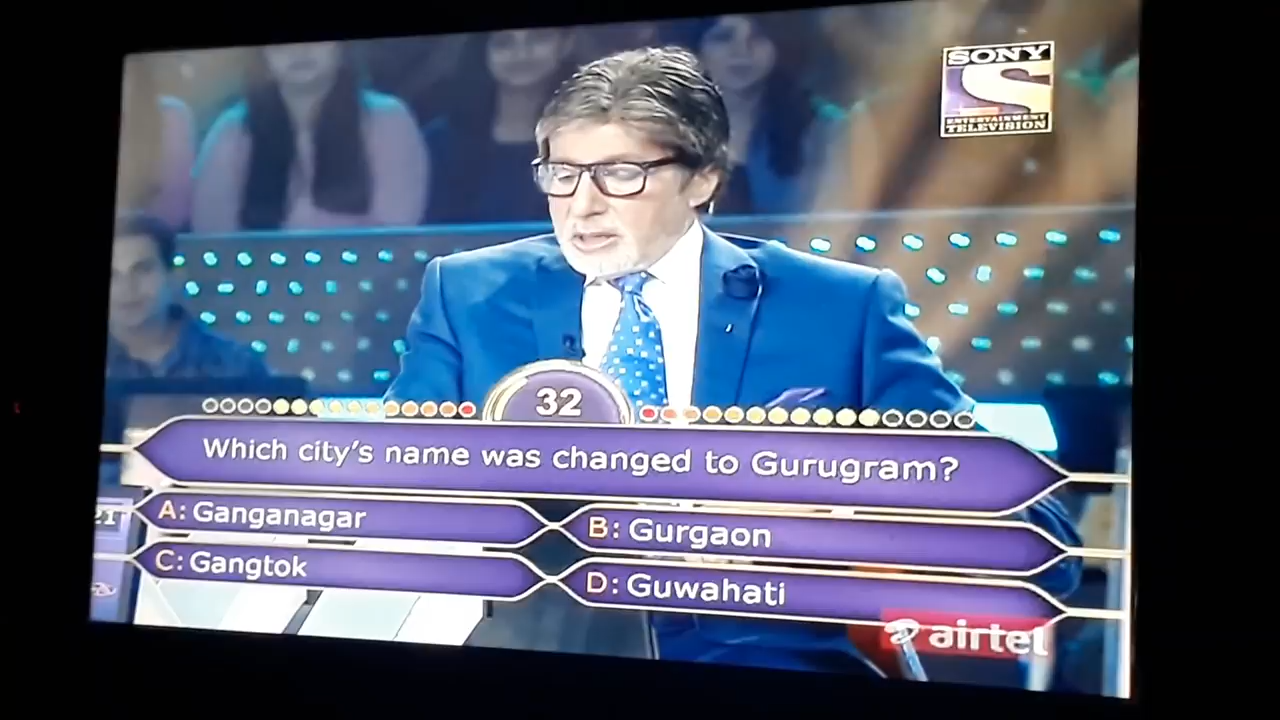 SONY
ENTERTAINMENT
TELEVISION
32
Which city's name was changed to Gurugram?
A: Ganganagar
B: Gurgaon
C: Gangtok
D: Guwahati
airtel